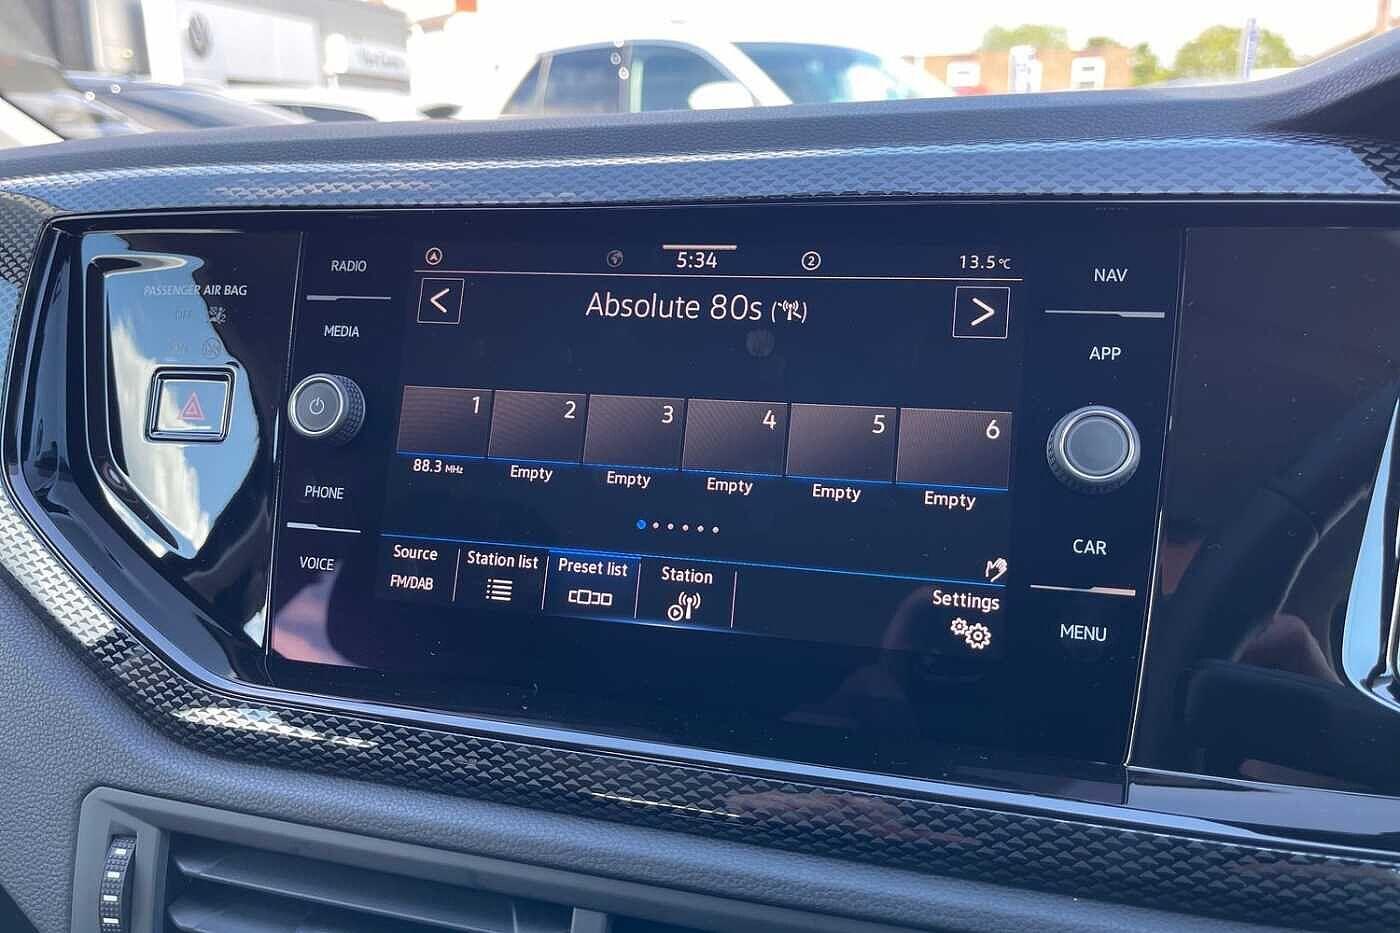 RADIO
MEDIA
PHONE
VOICE
PASSENGER AIR BAG
OFF
5:34
2
13.5°C
<
Absolute 80s
>
1
2
3
4
5
6
88.3 MHz
Empty
Empty
Empty
Empty
Empty
Source
FM/DAB
Station list
Preset list
Station
Settings
NAV
APP
CAR
MENU